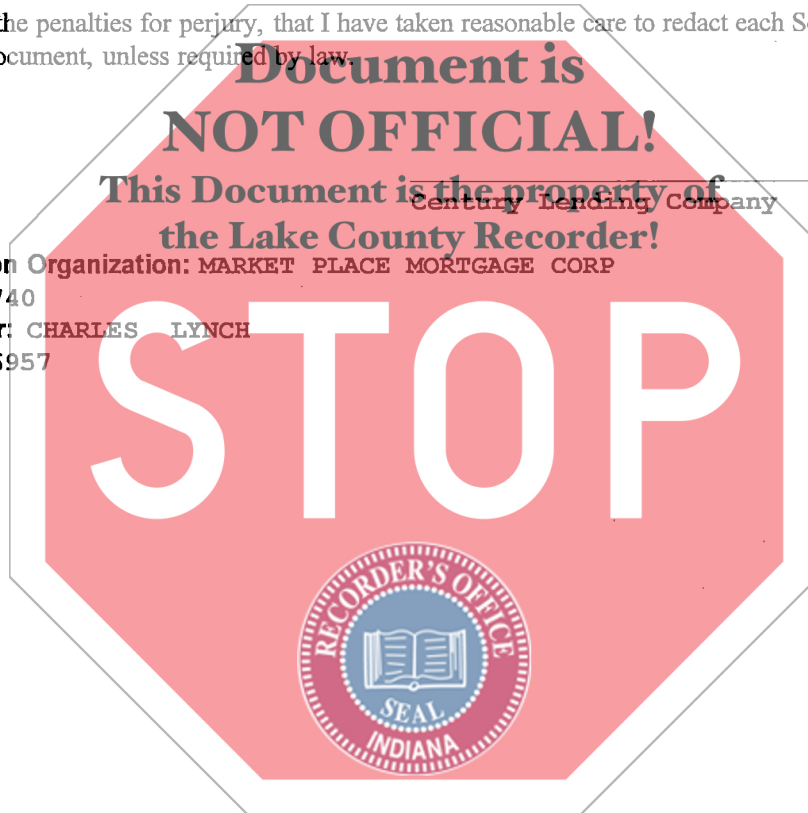 the penalties for perjury, that I have taken reasonable care to redact each S
ocument, unless required by law.
Document is
NOT OFFICIAL!
This Document is the property of
the Lake County Recorder!
Century Lending Company
n Organization: MARKET PLACE MORTGAGE CORP
740
r: CHARLES LYNCH
5957
STOP
RECORDER'S OFFICE
SEAL
INDIANA